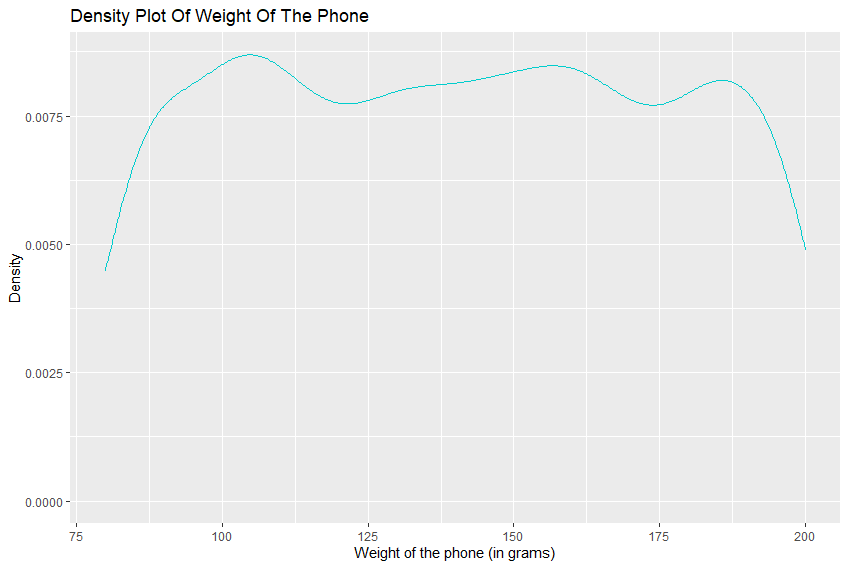 Density Plot Of Weight Of The Phone
Density
0.0075
0.0050
0.0025
0.0000
75 100 125 150 175 200
Weight of the phone (in grams)